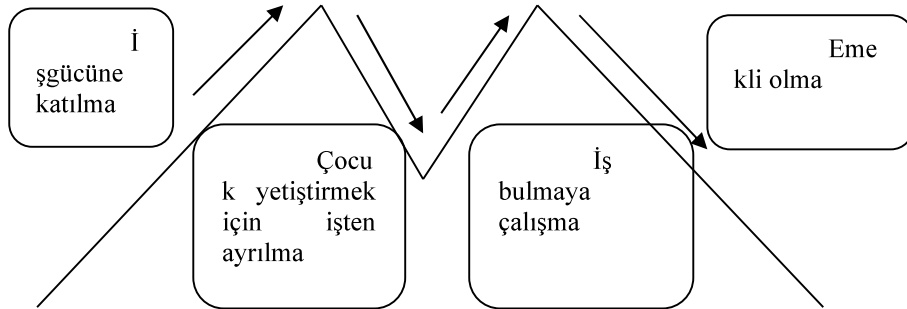 İ
şgücüne
katılma
Çocu
k yetiştirmek
için işten
ayrılma
İş
bulmaya
çalışma
Eme
kli olma